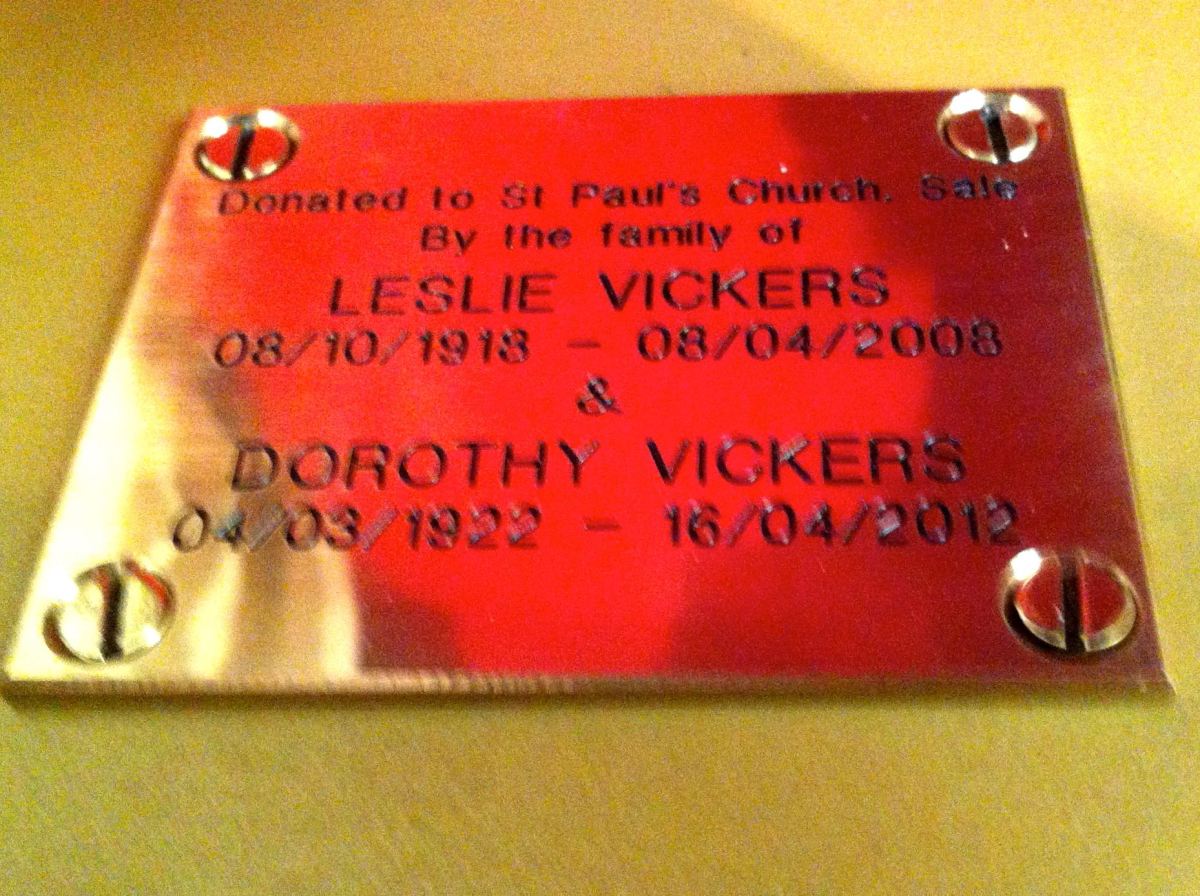 Donated to St Paul's Church, Sale
By the family of
LESLIE VICKERS
08/10/1918 - 08/04/2008
&
DOROTHY VICKERS
04/03/1922 - 16/04/2012